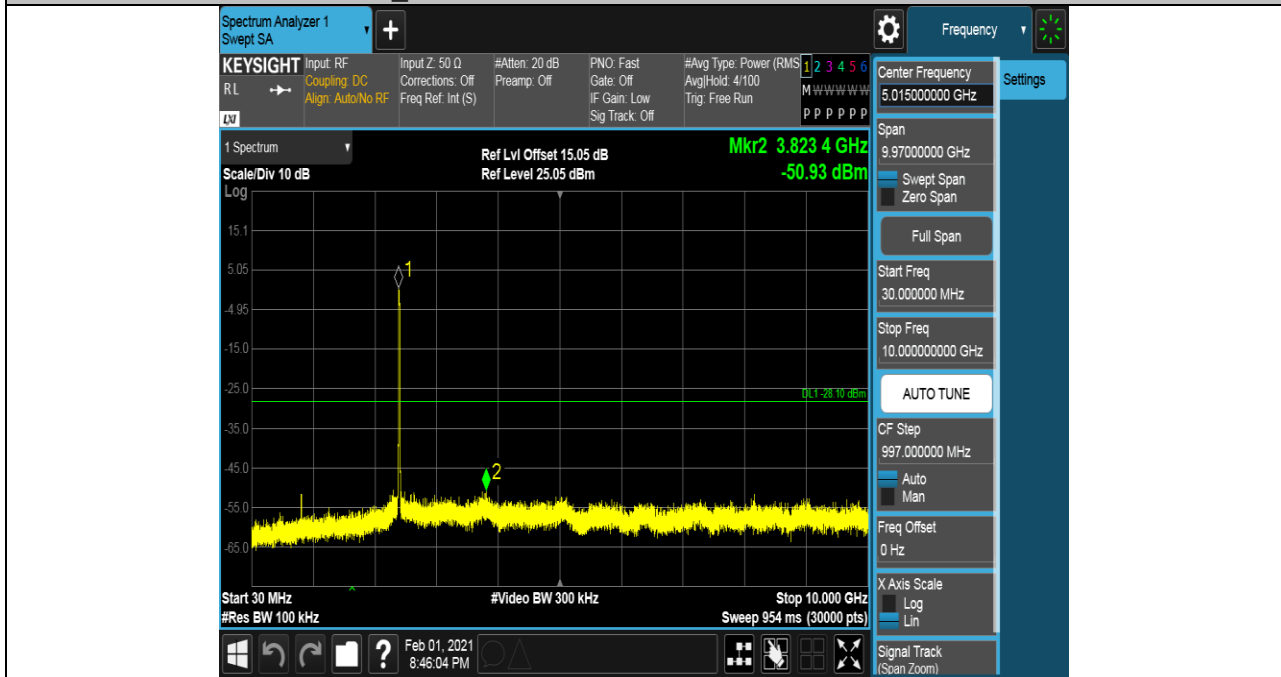 Spectrum Analyzer 1
Swept SA
+
Frequency
KEYSIGHT
RL
LXI
Input: RF
Coupling: DC
Align: Auto/No RF
Input Z: 50 Ω
Corrections: Off
Freq Ref: Int (S)
#Atten: 20 dB
Preamp: Off
PNO: Fast
Gate: Off
IF Gain: Low
Sig Track: Off
#Avg Type: Power (RMS
Avg|Hold: 4/100
Trig: Free Run
1 2 3 4 5 6
M W W W W W
P P P P P P
1 Spectrum
Scale/Div 10 dB
Log
Ref Lvl Offset 15.05 dB
Ref Level 25.05 dBm
Mkr2 3.823 4 GHz
-50.93 dBm
15.1
5.05
-4.95
-15.0
-25.0
-35.0
-45.0
-55.0
-65.0
1
2
DL1 -28.10 dBm
Start 30 MHz
#Res BW 100 kHz
#Video BW 300 kHz
Stop 10.000 GHz
Sweep 954 ms (30000 pts)
?
Feb 01, 2021
8:46:04 PM
Center Frequency
5.015000000 GHz
Span
9.97000000 GHz
Swept Span
Zero Span
Full Span
Start Freq
30.000000 MHz
Stop Freq
10.000000000 GHz
AUTO TUNE
CF Step
997.000000 MHz
Auto
Man
Freq Offset
0 Hz
X Axis Scale
Log
Lin
Signal Track
(Span Zoom)
Settings